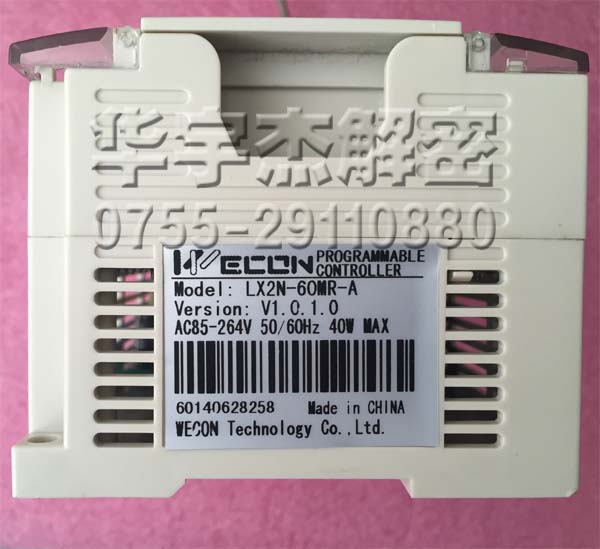 华宇杰解密
0755-29110880
WECON PROGRAMMABLE
CONTROLLER
Model: LX2N-60MR-A
Version: V1.0.1.0
AC85-264V 50/60Hz 40W MAX
60140628258 Made in CHINA
WECON Technology Co.,Ltd.